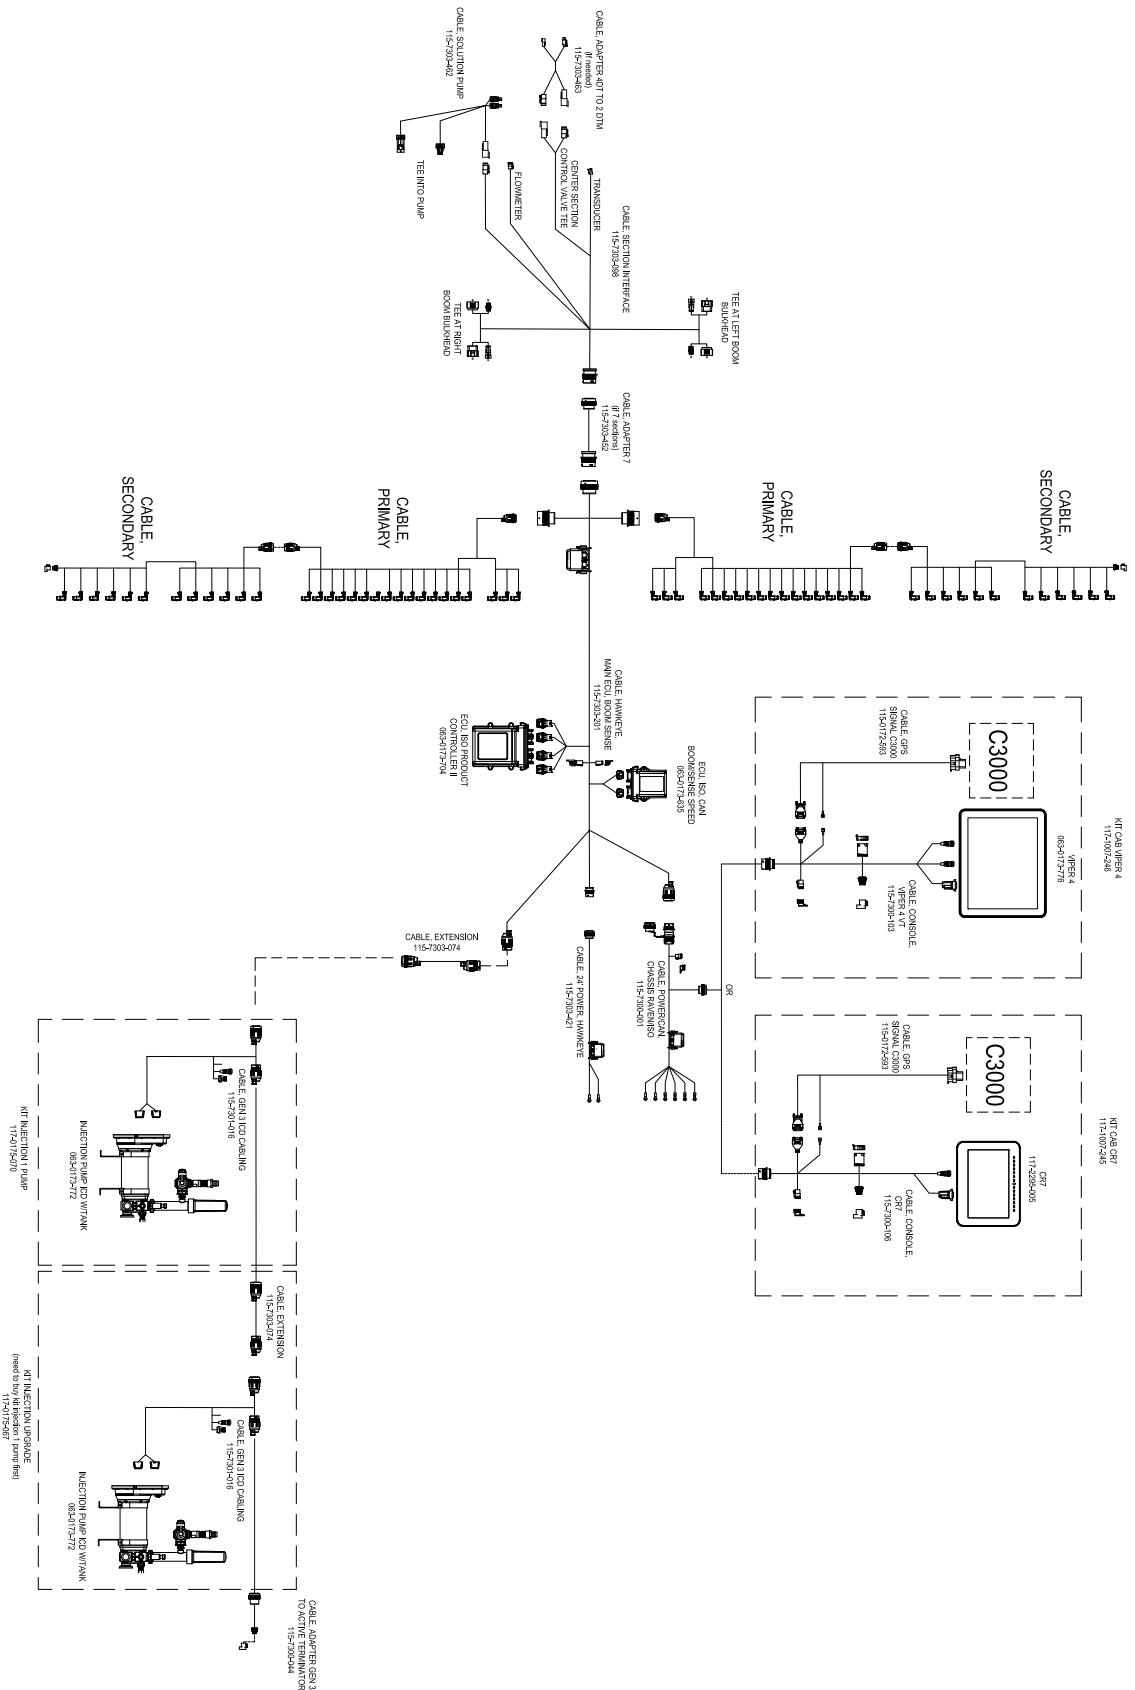 CABLE, SOLUTION PUMP
115-7303-462
CABLE, ADAPTER 4DT TO 2 DTM
(if needed)
115-7303-463
TEE INTO PUMP
FLOWMETER
CENTER SECTION
CONTROL VALVE TEE
TRANSDUCER
CABLE, SECTION INTERFACE
115-7303-098
TEE AT RIGHT
BOOM BULKHEAD
TEE AT LEFT BOOM
BULKHEAD
CABLE, ADAPTER 7
(if 7 sections)
115-7303-452
CABLE,
SECONDARY
CABLE,
PRIMARY
CABLE,
PRIMARY
CABLE,
SECONDARY
CABLE, HAWKEYE,
MAIN ECU, BOOM SENSE
115-7303-201
ECU, ISO PRODUCT
CONTROLLER II
063-0173-704
ECU, ISO, CAN
BOOM/SENSE SPEED
063-0173-635
KIT CAB VIPER 4
117-1007-246
VIPER 4
063-0173-776
C3000
CABLE, GPS
SIGNAL C3000
115-0172-593
CABLE, CONSOLE,
VIPER 4 VT
115-7300-103
OR
CABLE, POWER/CAN,
CHASSIS RAVEN/ISO
115-7300-001
CABLE, 24' POWER, HAWKEYE
115-7303-421
CABLE, EXTENSION
115-7303-074
KIT CAB CR7
117-1007-245
CR7
117-2295-005
C3000
CABLE, GPS
SIGNAL C3000
115-0172-593
CABLE, CONSOLE,
CR7
115-7300-106
CABLE, GEN 3 ICD CABLING
115-7301-016
INJECTION PUMP ICD W/TANK
063-0173-772
KIT INJECTION 1 PUMP
117-0175-070
CABLE, EXTENSION
115-7303-074
CABLE, GEN 3 ICD CABLING
115-7301-016
INJECTION PUMP ICD W/TANK
063-0173-772
KIT INJECTION UPGRADE
(need to buy kit injection 1 pump first)
117-0175-067
CABLE, ADAPTER GEN 3
TO ACTIVE TERMINATOR
115-7300-044